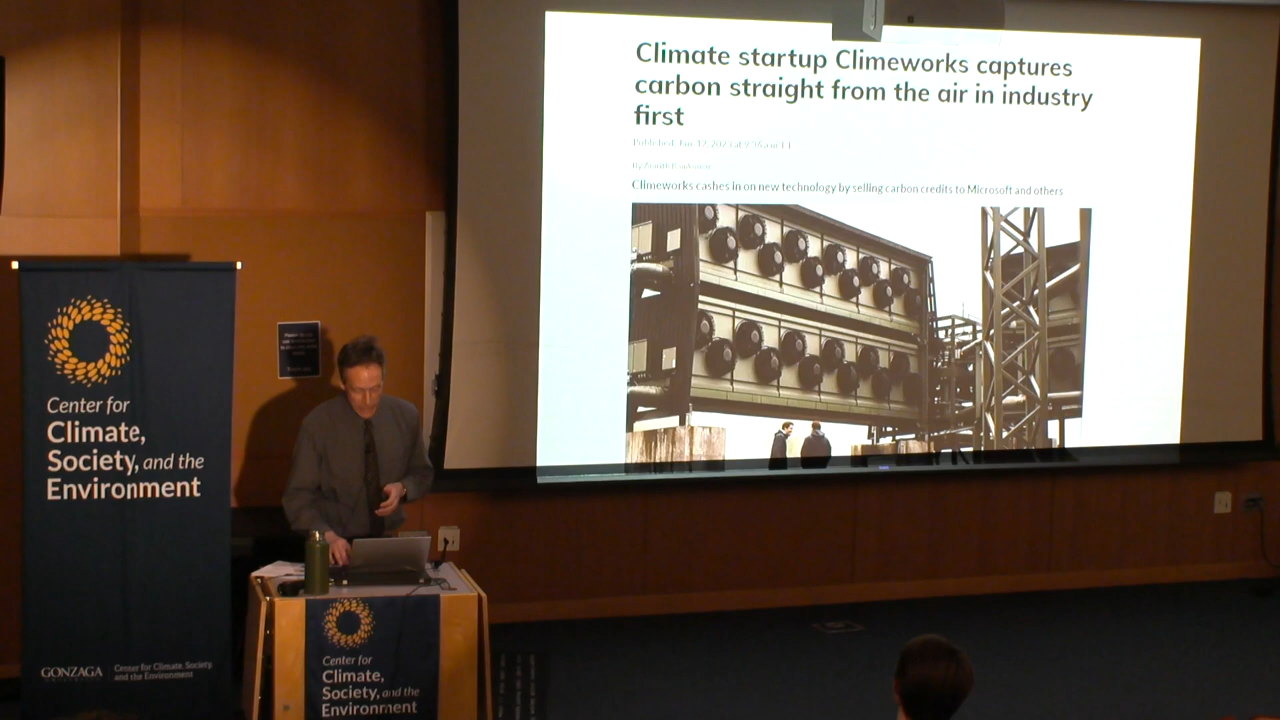 Climate startup Climeworks captures
carbon straight from the air in industry
first
Climeworks cashes in on new technology by selling carbon credits to Microsoft and others
Center for
Climate,
Society, and the
Environment
GONZAGA
Center for Climate, Society,
and the Environment
Center for
Climate,
Society, and the
Environment